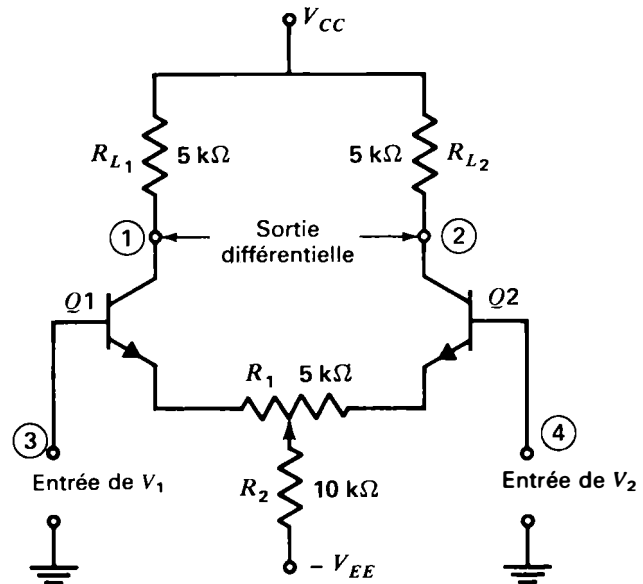 V_CC
R_L1 5 kΩ 5 kΩ R_L2
1 Sortie différentielle 2
Q1 Q2
R_1 5 kΩ
3 4
Entrée de V_1 Entrée de V_2
R_2 10 kΩ
- V_EE